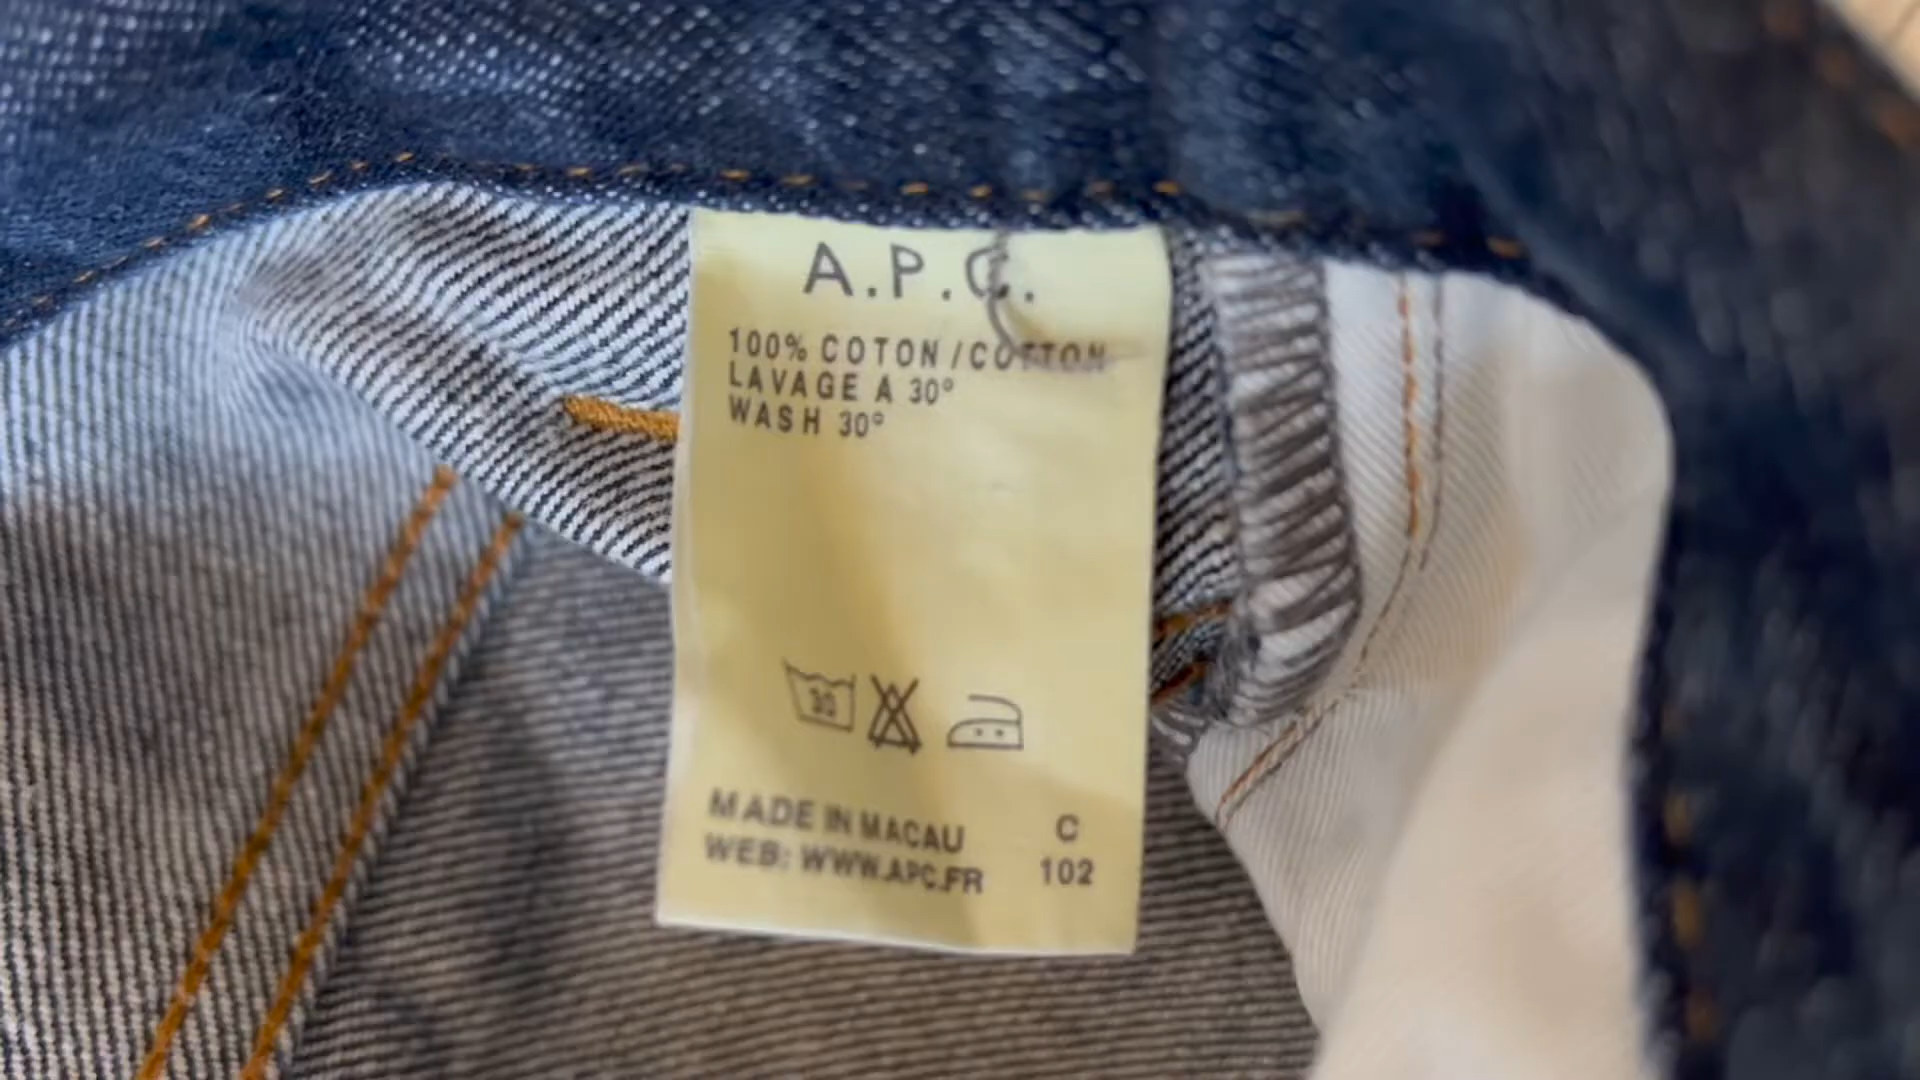 A.P.C.
100% COTON / COTTON
LAVAGE A 30°
WASH 30°
30
MADE IN MACAU
WEB: WWW.APC.FR
C
102